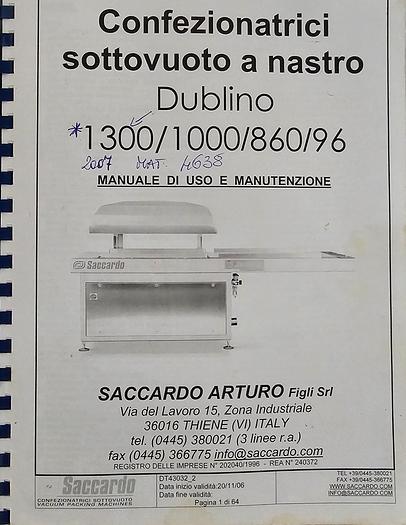 Confezionatrici
sottovuoto a nastro
Dublino
*1300/1000/860/96
2007 MAT. 4638
MANUALE DI USO E MANUTENZIONE
Saccardo
SACCARDO ARTURO Figli Srl
Via del Lavoro 15, Zona Industriale
36016 THIENE (VI) ITALY
tel. (0445) 380021 (3 linee r.a.)
fax (0445) 366775 info@saccardo.com
REGISTRO DELLE IMPRESE N° 202040/1996 - REA N° 240372
Saccardo
CONFEZIONATRICI SOTTOVUOTO
VACUUM PACKING MACHINES
DT43032_2
Data inizio validità:20/11/06
Data fine validità:
Pagina 1 di 64
TEL +39/0445-380021
FAX +39/0445-366775
WWW.SACCARDO.COM
INFO@SACCARDO.COM